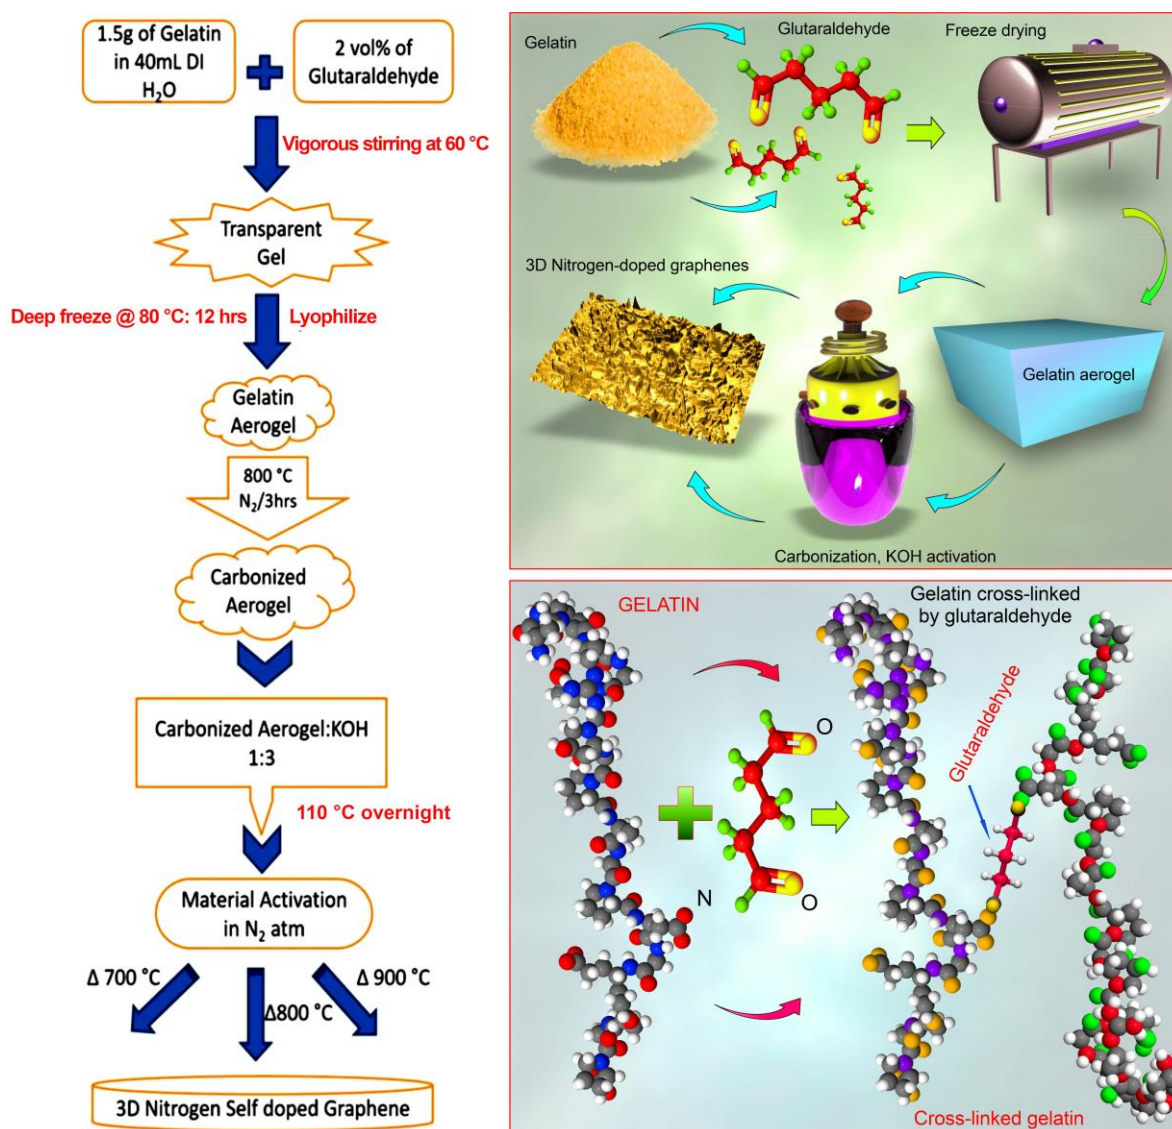 1.5g of Gelatin
in 40mL DI
H₂O
2 vol% of
Glutaraldehyde
Vigorous stirring at 60 °C
Transparent
Gel
Deep freeze @ 80 °C: 12 hrs
Lyophilize
Gelatin
Aerogel
800 °C
N₂/3hrs
Carbonized
Aerogel
Carbonized Aerogel:KOH
1:3
110 °C overnight
Material Activation
in N₂ atm
Δ 700 °C
Δ800 °C
Δ 900 °C
3D Nitrogen Self doped Graphene
Gelatin
Glutaraldehyde
Freeze drying
3D Nitrogen-doped graphenes
Gelatin aerogel
Carbonization, KOH activation
GELATIN
Gelatin cross-linked
by glutaraldehyde
O
Glutaraldehyde
N
O
Cross-linked gelatin